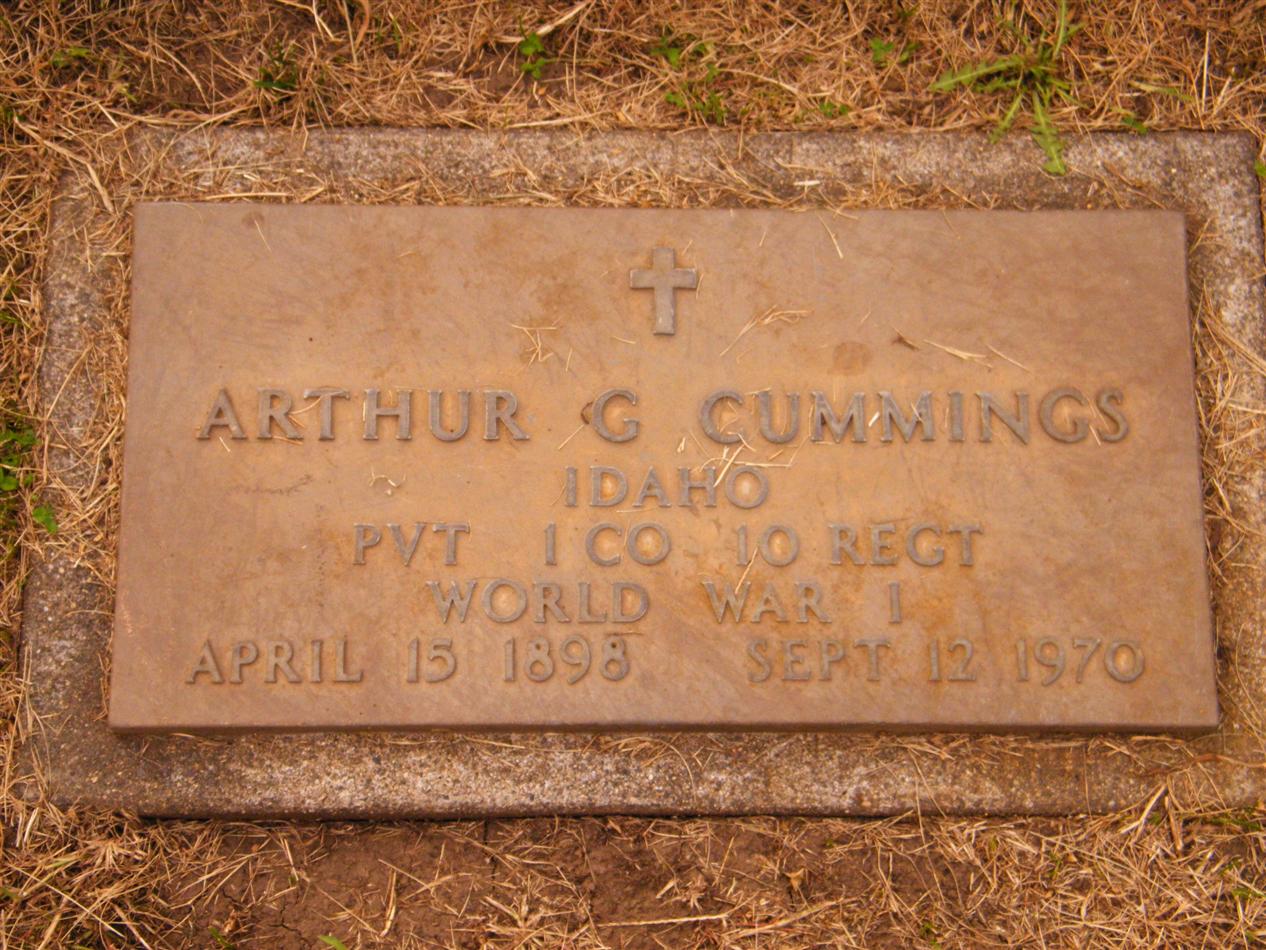 ARTHUR G CUMMINGS
IDAHO
PVT 1 CO 10 REGT
WORLD WAR I
APRIL 15 1898 SEPT 12 1970